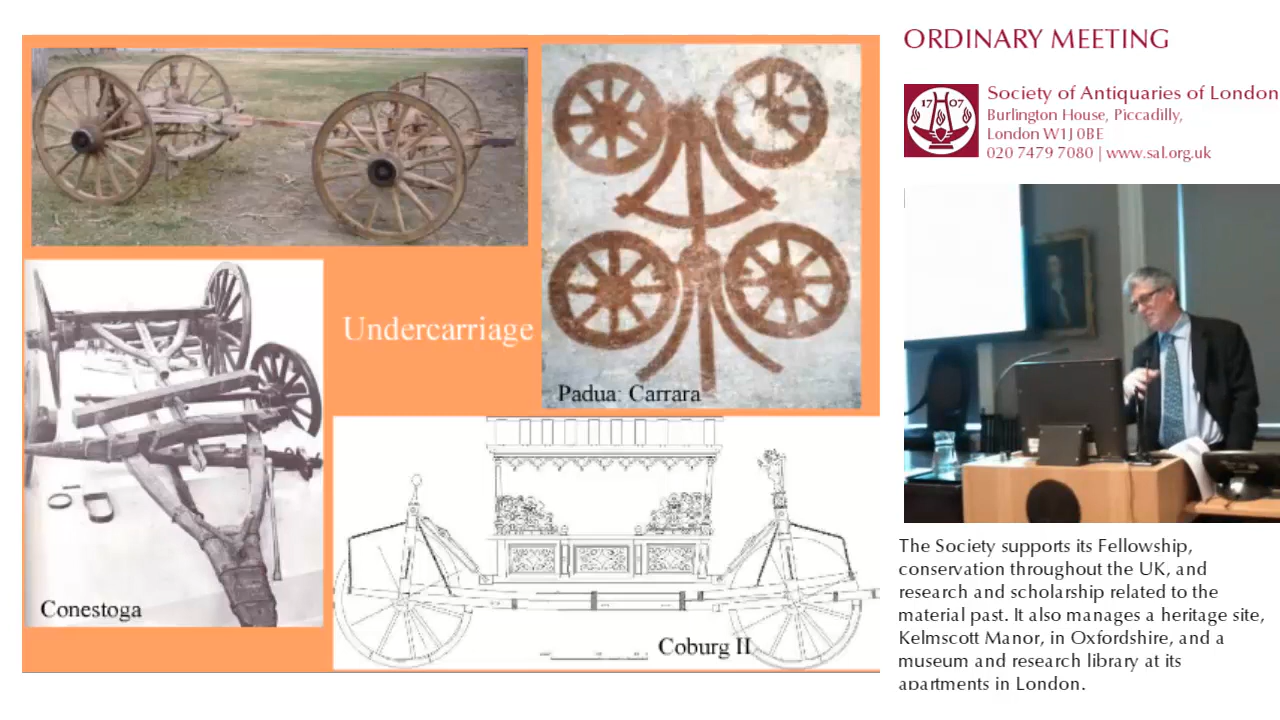 Undercarriage
Padua: Carrara
Conestoga
Coburg II
ORDINARY MEETING
17 07
Society of Antiquaries of London
Burlington House, Piccadilly,
London W1J 0BE
020 7479 7080 | www.sal.org.uk
The Society supports its Fellowship,
conservation throughout the UK, and
research and scholarship related to the
material past. It also manages a heritage site,
Kelmscott Manor, in Oxfordshire, and a
museum and research library at its
apartments in London.